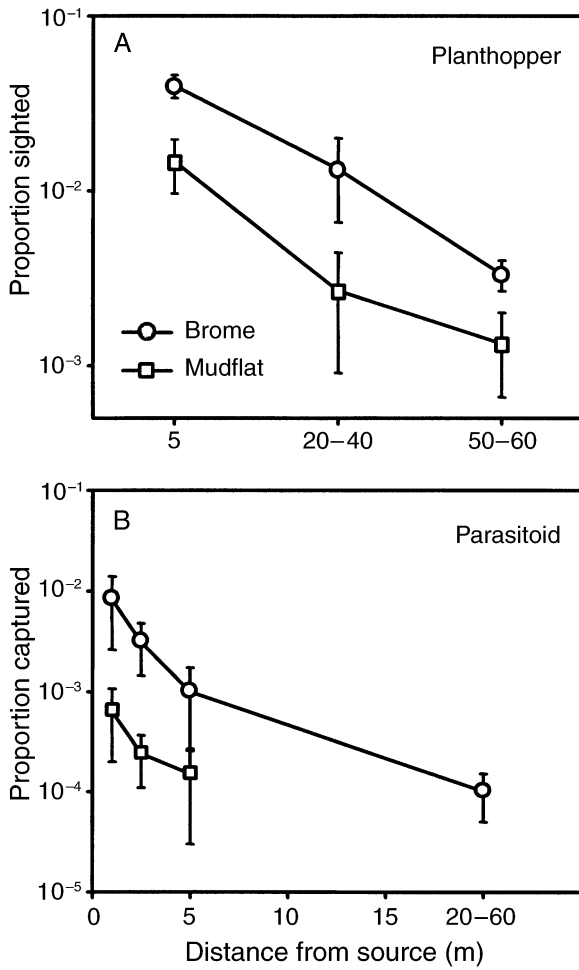 10⁻¹
A
Planthopper
Proportion sighted
10⁻²
Brome
Mudflat
10⁻³
5
20–40
50–60
10⁻¹
B
Parasitoid
Proportion captured
10⁻²
10⁻³
10⁻⁴
10⁻⁵
0
5
10
15
20–60
Distance from source (m)